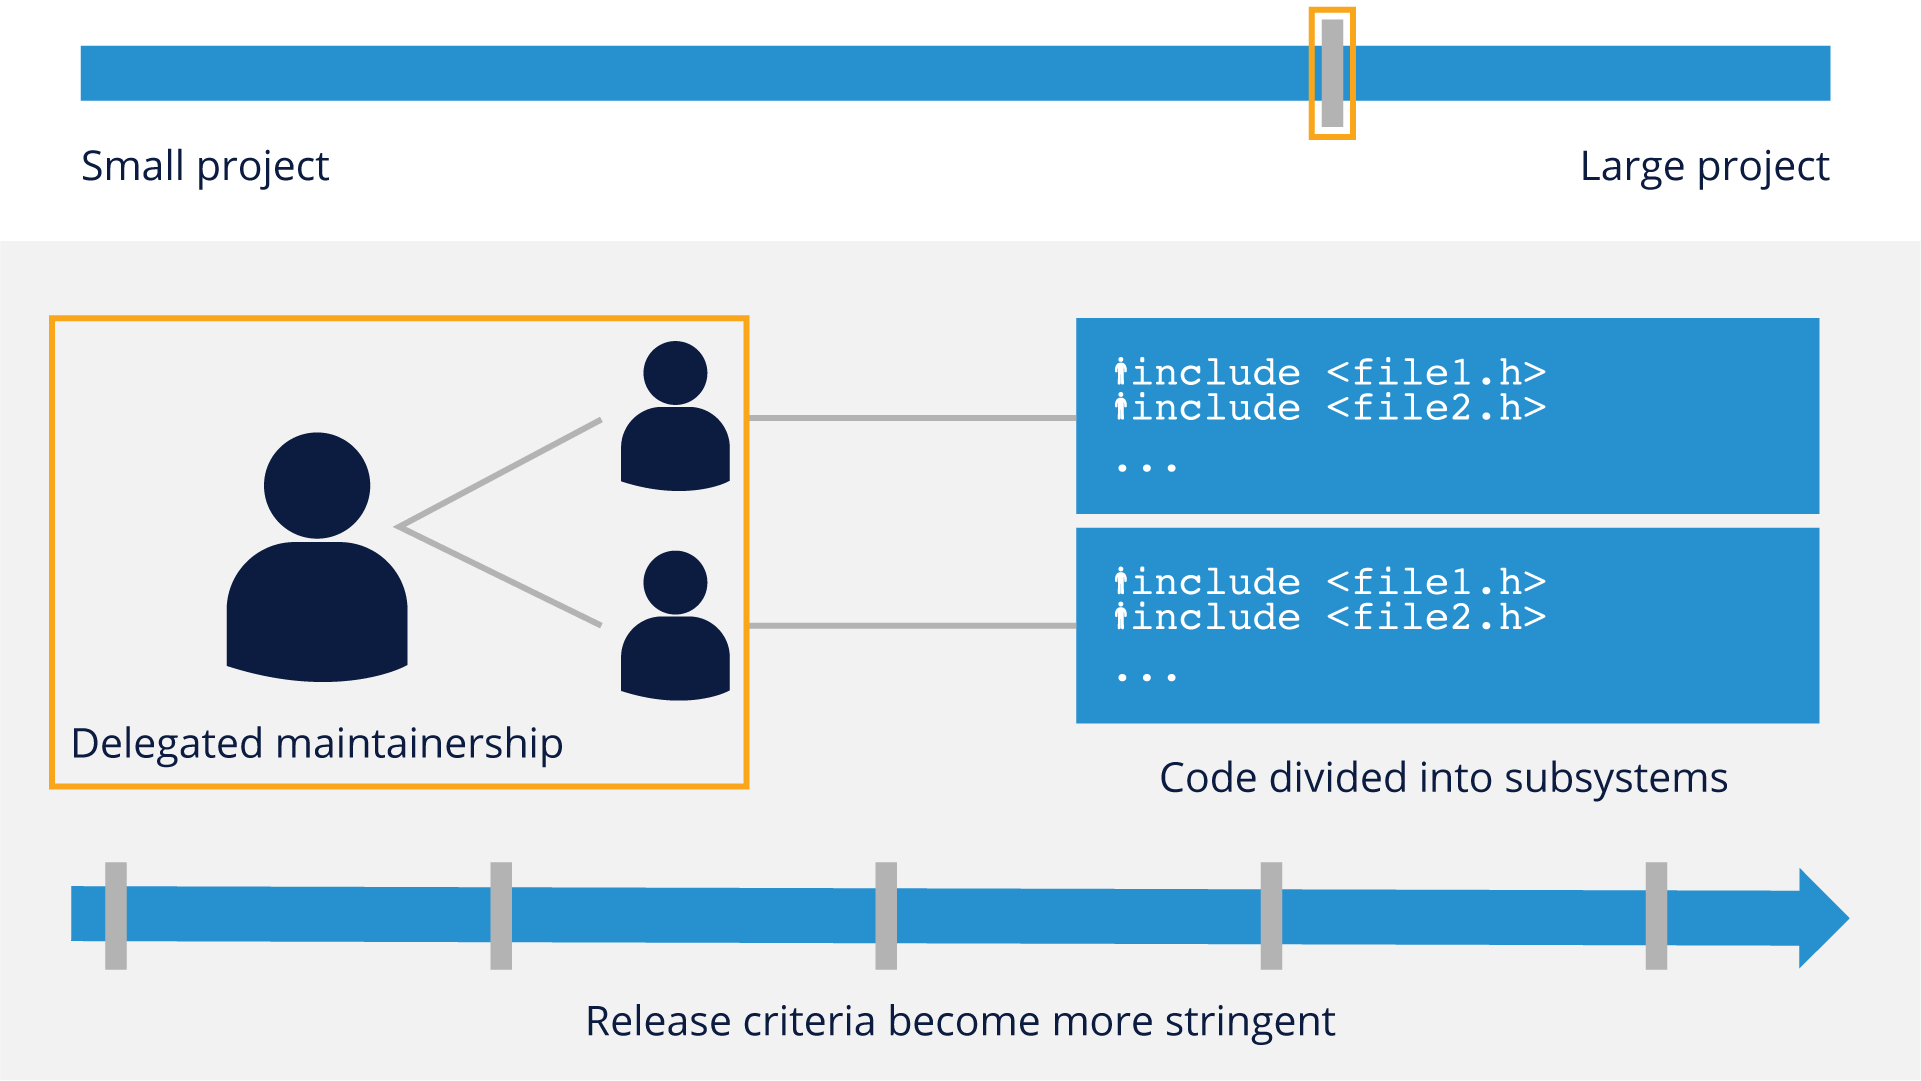 Small project
Large project
include <file1.h>
include <file2.h>
...
include <file1.h>
include <file2.h>
...
Delegated maintainership
Code divided into subsystems
Release criteria become more stringent